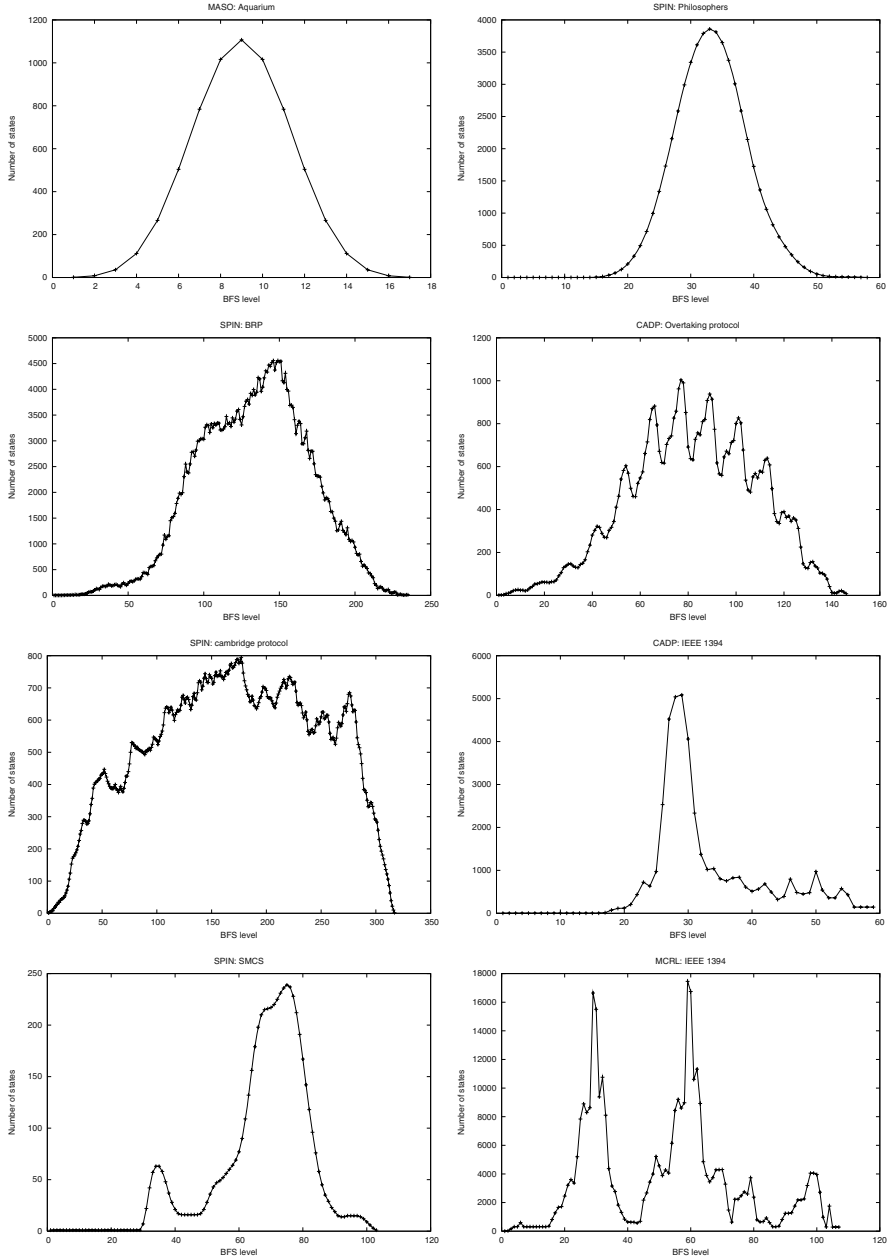 MASO: Aquarium
1200
1000
800
600
400
200
0
Number of states
0 2 4 6 8 10 12 14 16 18
BFS level
SPIN: Philosophers
4000
3500
3000
2500
2000
1500
1000
500
0
Number of states
0 10 20 30 40 50 60
BFS level
SPIN: BRP
5000
4500
4000
3500
3000
2500
2000
1500
1000
500
0
Number of states
0 50 100 150 200 250
BFS level
CADP: Overtaking protocol
1200
1000
800
600
400
200
0
Number of states
0 20 40 60 80 100 120 140 160
BFS level
SPIN: cambridge protocol
800
700
600
500
400
300
200
100
0
Number of states
0 50 100 150 200 250 300 350
BFS level
CADP: IEEE 1394
6000
5000
4000
3000
2000
1000
0
Number of states
0 10 20 30 40 50 60
BFS level
SPIN: SMCS
250
200
150
100
50
0
Number of states
0 20 40 60 80 100 120
BFS level
MCRL: IEEE 1394
18000
16000
14000
12000
10000
8000
6000
4000
2000
0
Number of states
0 20 40 60 80 100 120
BFS level